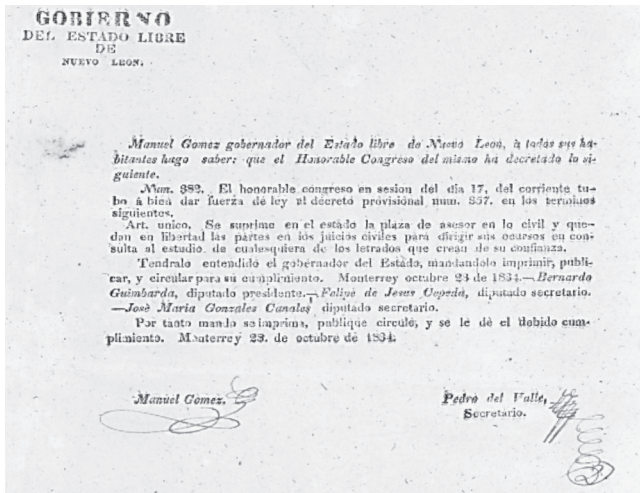 GOBIERNO
DEL ESTADO LIBRE
DE
NUEVO LEON.
Manuel Gomez gobernador del Estado libre de Nuevo Leon, à todos sus ha-
bitantes hago saber: que el Honorable Congreso del mismo ha decretado lo si-
guiente.
Num. 382. El honorable congreso en sesion del dia 17, del corriente tu-
bo á bien dar fuerza de ley al decreto provisional num. 357. en los terminos
siguientes.
Art. unico. Se suprime en el estado la plaza de asesor en lo civil y que-
dan en libertad las partes en los juicios civiles para dirigir sus ocursos en con-
sulta al estudio de cualesquiera de los letrados que crean de su confianza.
Tendralo entendido el gobernador del Estado, mandandolo imprimir, publi-
car, y circular para su cumplimiento. Monterrey octubre 23 de 1834.—Bernardo
Guimbarda, diputado presidente.—Felipe de Jesus Cepeda, diputado secretario.
—José Maria Gonzales Canales diputado secretario.
Por tanto mando se imprima, publique circule, y se le dé el debido cum-
plimiento. Monterrey 23. de octubre de 1834.
Manuel Gomez.
Pedro del Valle,
Secretario.